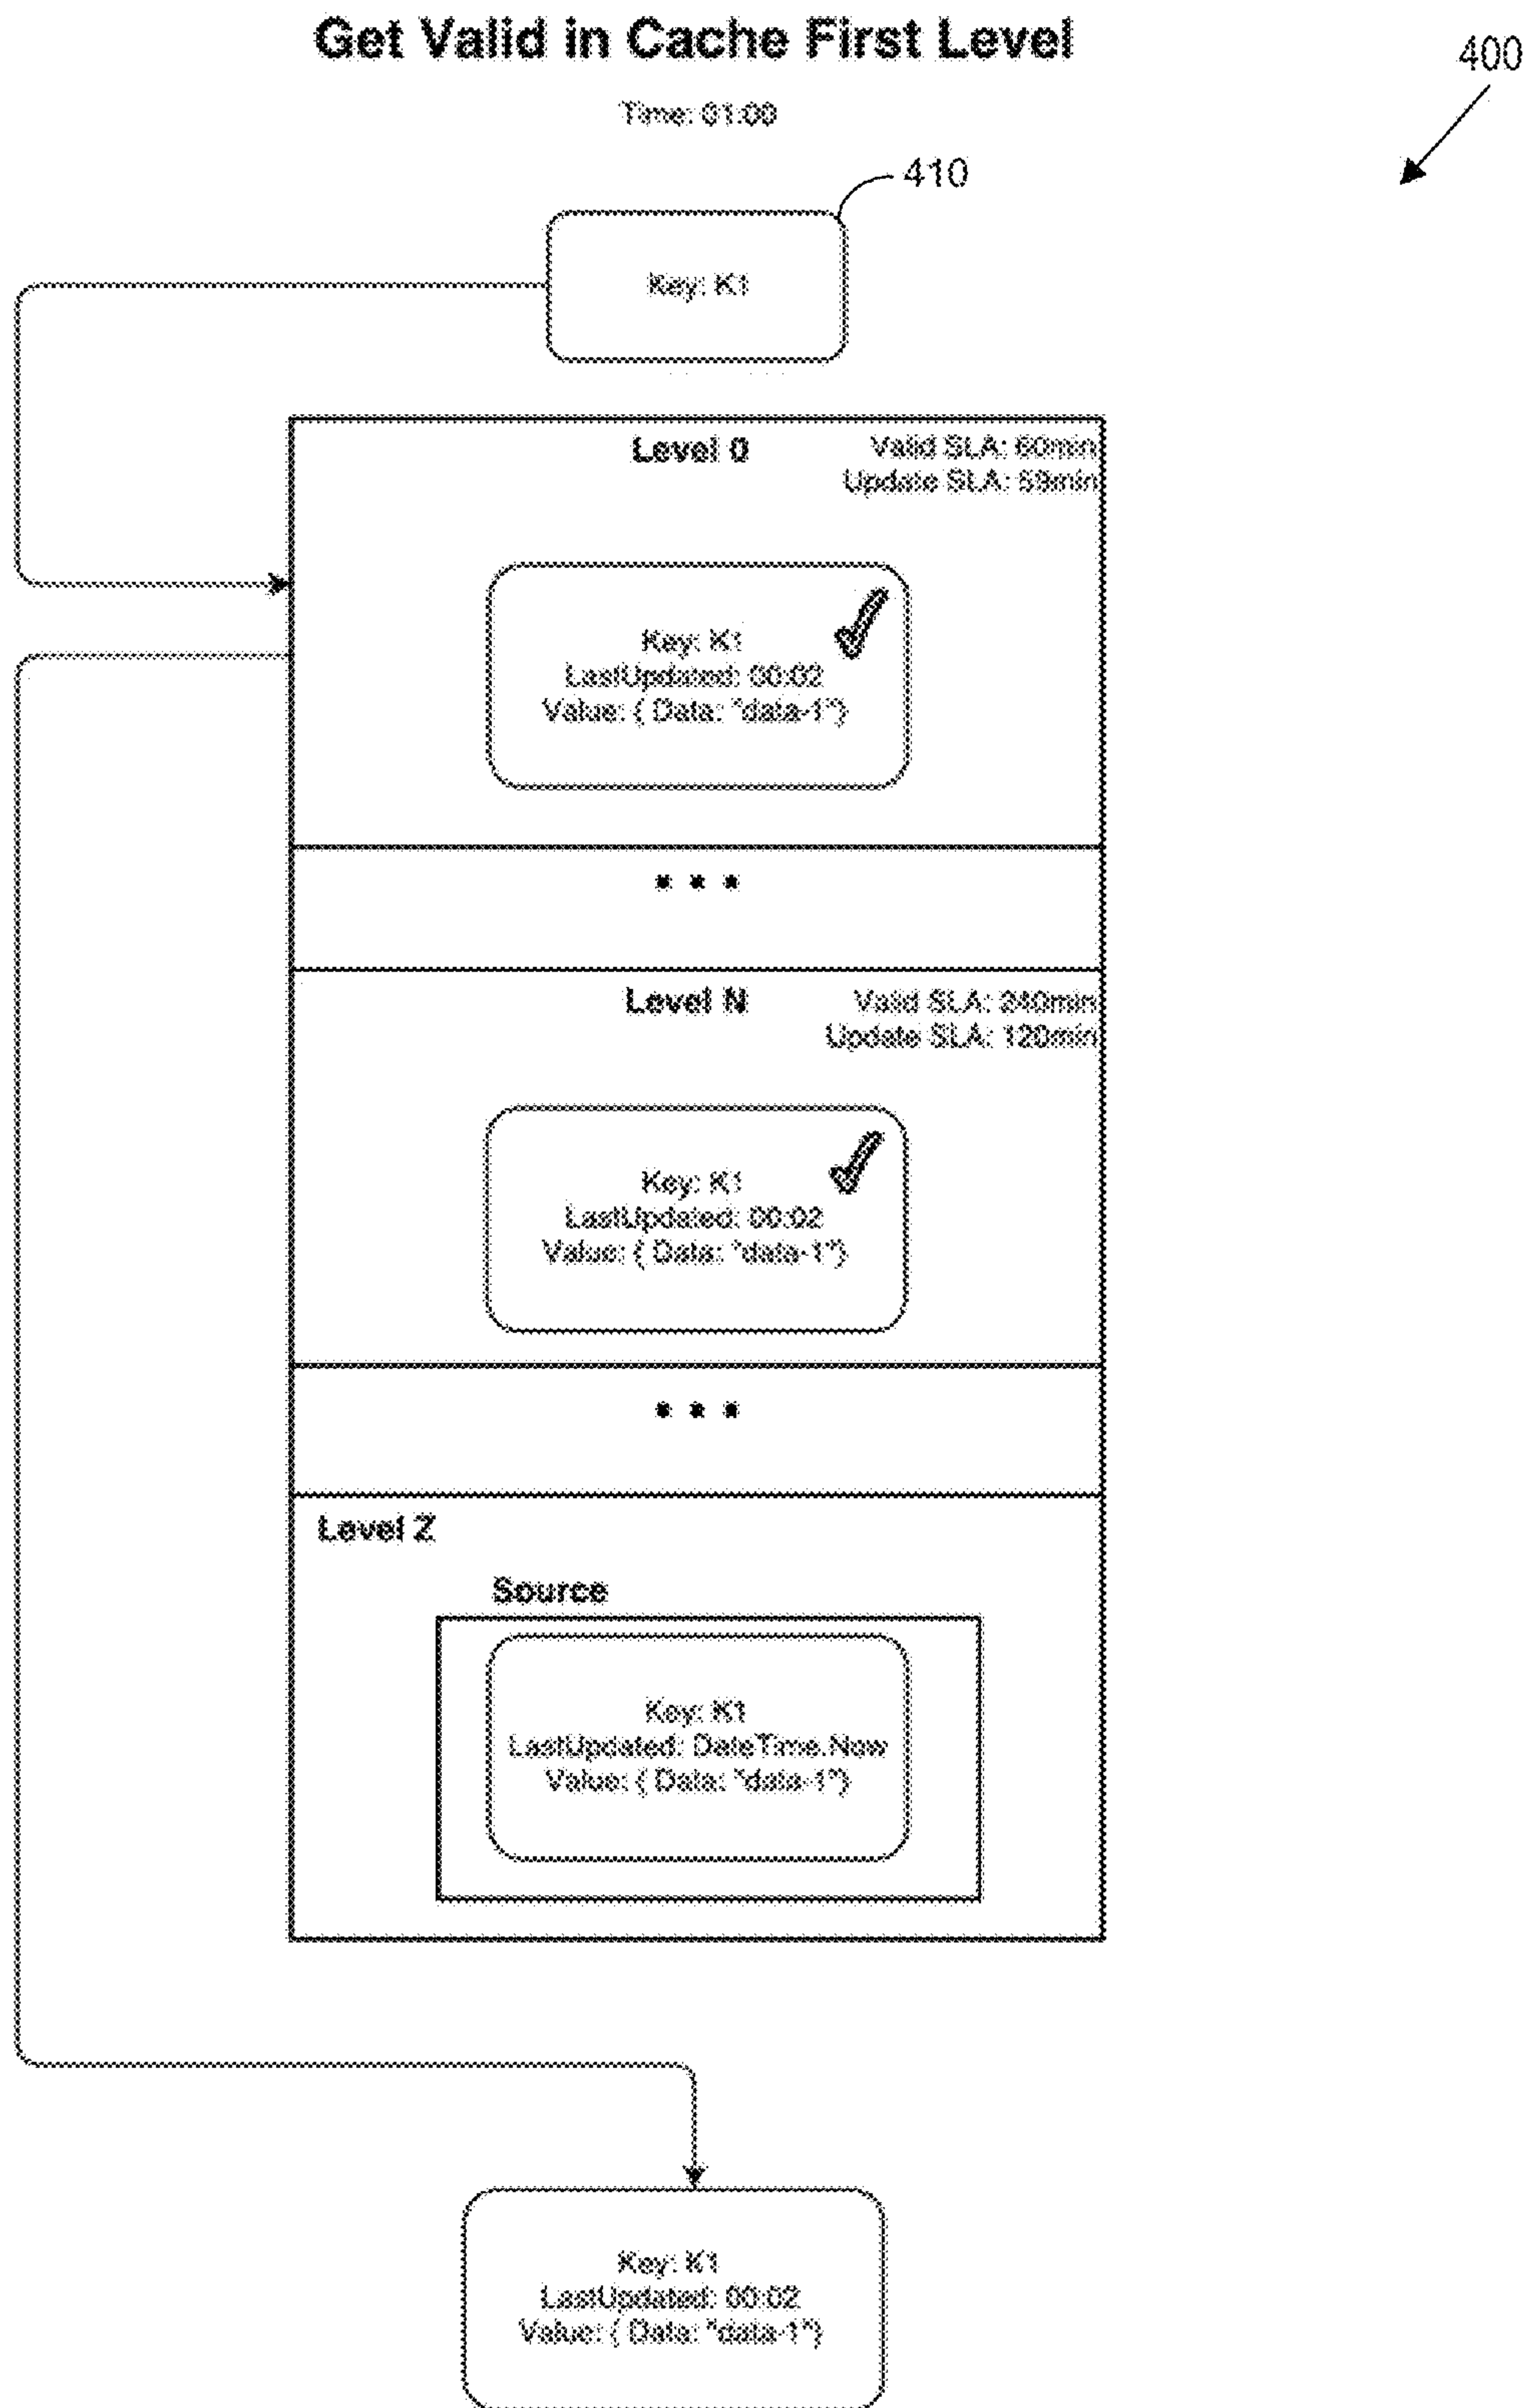 Get Valid in Cache First Level
400
Time: 01:00
410
Key: K1
Level 0
Valid SLA: 60min
Update SLA: 59min
Key: K1
LastUpdated: 00:02
Value: { Data: "data-1"}
• • •
Level N
Valid SLA: 240min
Update SLA: 120min
Key: K1
LastUpdated: 00:02
Value: { Data: "data-1"}
• • •
Level Z
Source
Key: K1
LastUpdated: DateTime.Now
Value: { Data: "data-1"}
Key: K1
LastUpdated: 00:02
Value: { Data: "data-1"}